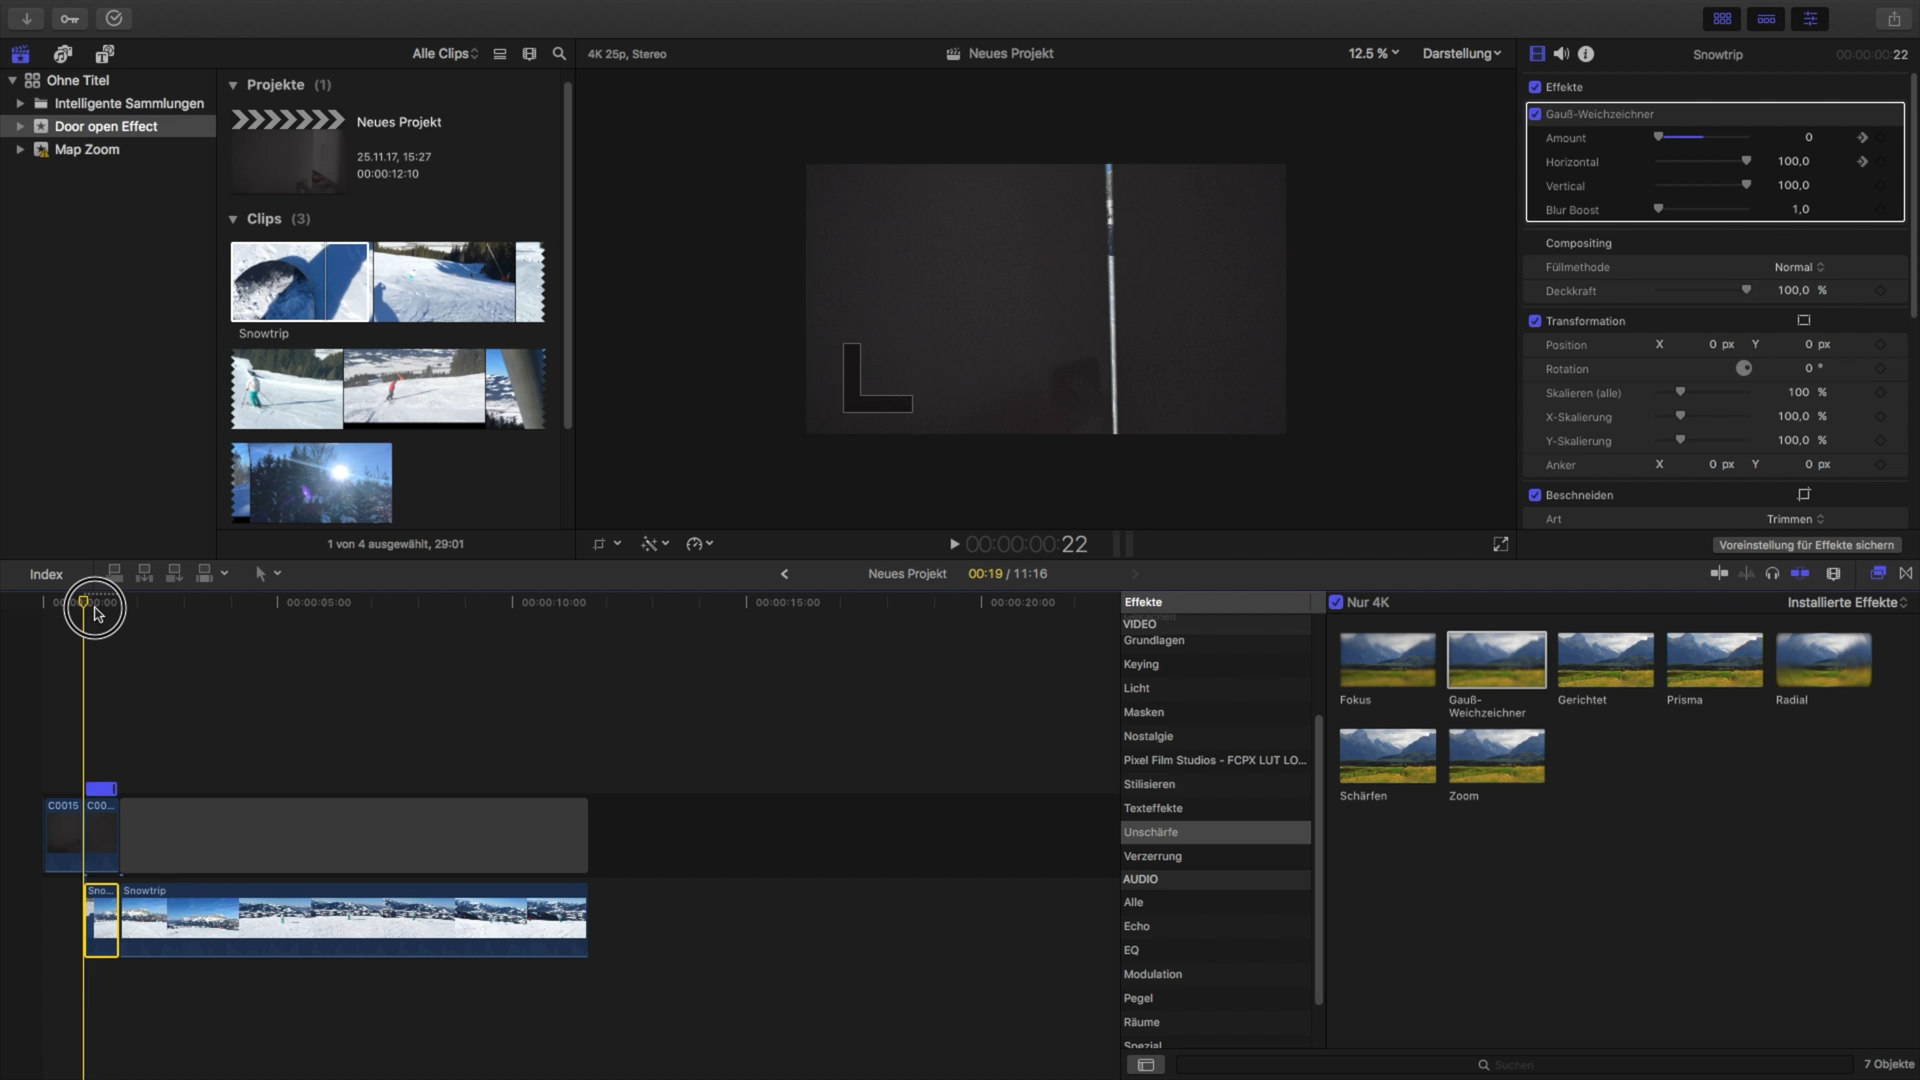 Alle Clips
4K 25p, Stereo
Neues Projekt
12.5 %
Darstellung
Snowtrip
00:00:00:22
Ohne Titel
Intelligente Sammlungen
Door open Effect
Map Zoom
Projekte (1)
Neues Projekt
25.11.17, 15:27
00:00:12:10
Clips (3)
Snowtrip
1 von 4 ausgewählt, 29:01
00:00:00:22
Effekte
Gauß-Weichzeichner
Amount 0
Horizontal 100,0
Vertical 100,0
Blur Boost 1,0
Compositing
Füllmethode Normal
Deckkraft 100,0 %
Transformation
Position X 0 px Y 0 px
Rotation 0 °
Skalieren (alle) 100 %
X-Skalierung 100,0 %
Y-Skalierung 100,0 %
Anker X 0 px Y 0 px
Beschneiden
Art Trimmen
Voreinstellung für Effekte sichern
Index
Neues Projekt 00:19 / 11:16
00:00:05:00
00:00:10:00
00:00:15:00
00:00:20:00
C0015
C00...
Sno...
Snowtrip
Effekte
VIDEO
Grundlagen
Keying
Licht
Masken
Nostalgie
Pixel Film Studios - FCPX LUT LO...
Stilisieren
Texteffekte
Unschärfe
Verzerrung
AUDIO
Alle
Echo
EQ
Modulation
Pegel
Räume
Spezial
Nur 4K
Installierte Effekte
Fokus
Gauß-
Weichzeichner
Gerichtet
Prisma
Radial
Schärfen
Zoom
Suchen
7 Objekte